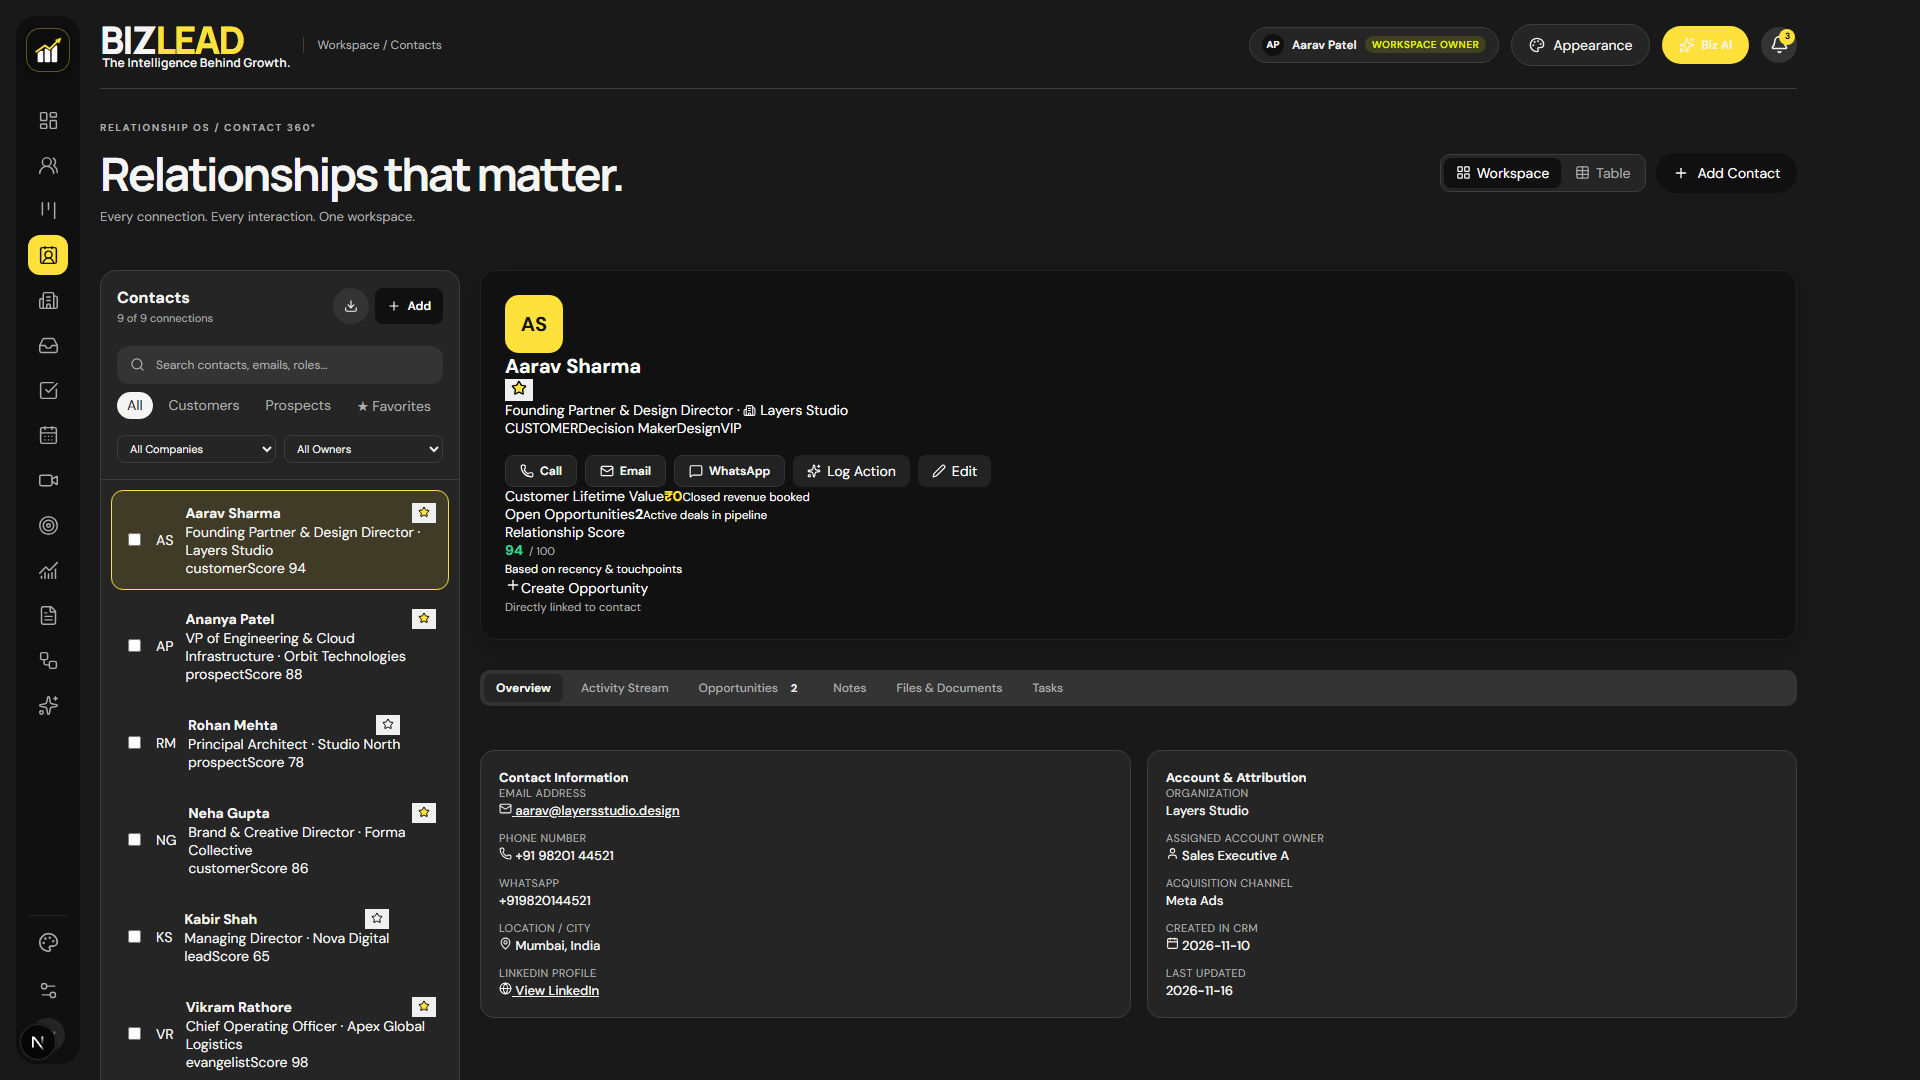 BIZLEAD
The Intelligence Behind Growth.
Workspace / Contacts
AP Aarav Patel WORKSPACE OWNER
Appearance
Biz AI
3
RELATIONSHIP OS / CONTACT 360°
Relationships that matter.
Every connection. Every interaction. One workspace.
Workspace
Table
+ Add Contact
Contacts
9 of 9 connections
+ Add
Search contacts, emails, roles...
All Customers Prospects ★ Favorites
All Companies
All Owners
AS
Aarav Sharma
Founding Partner & Design Director ·
Layers Studio
customerScore 94
AP
Ananya Patel
VP of Engineering & Cloud
Infrastructure · Orbit Technologies
prospectScore 88
RM
Rohan Mehta
Principal Architect · Studio North
prospectScore 78
NG
Neha Gupta
Brand & Creative Director · Forma
Collective
customerScore 86
KS
Kabir Shah
Managing Director · Nova Digital
leadScore 65
VR
Vikram Rathore
Chief Operating Officer · Apex Global
Logistics
evangelistScore 98
N
AS
Aarav Sharma
Founding Partner & Design Director · Layers Studio
CUSTOMERDecision MakerDesignVIP
Call
Email
WhatsApp
Log Action
Edit
Customer Lifetime Value₹0Closed revenue booked
Open Opportunities2Active deals in pipeline
Relationship Score
94 / 100
Based on recency & touchpoints
+Create Opportunity
Directly linked to contact
Overview Activity Stream Opportunities 2 Notes Files & Documents Tasks
Contact Information
EMAIL ADDRESS
aarav@layersstudio.design
PHONE NUMBER
+91 98201 44521
WHATSAPP
+919820144521
LOCATION / CITY
Mumbai, India
LINKEDIN PROFILE
View LinkedIn
Account & Attribution
ORGANIZATION
Layers Studio
ASSIGNED ACCOUNT OWNER
Sales Executive A
ACQUISITION CHANNEL
Meta Ads
CREATED IN CRM
2026-11-10
LAST UPDATED
2026-11-16